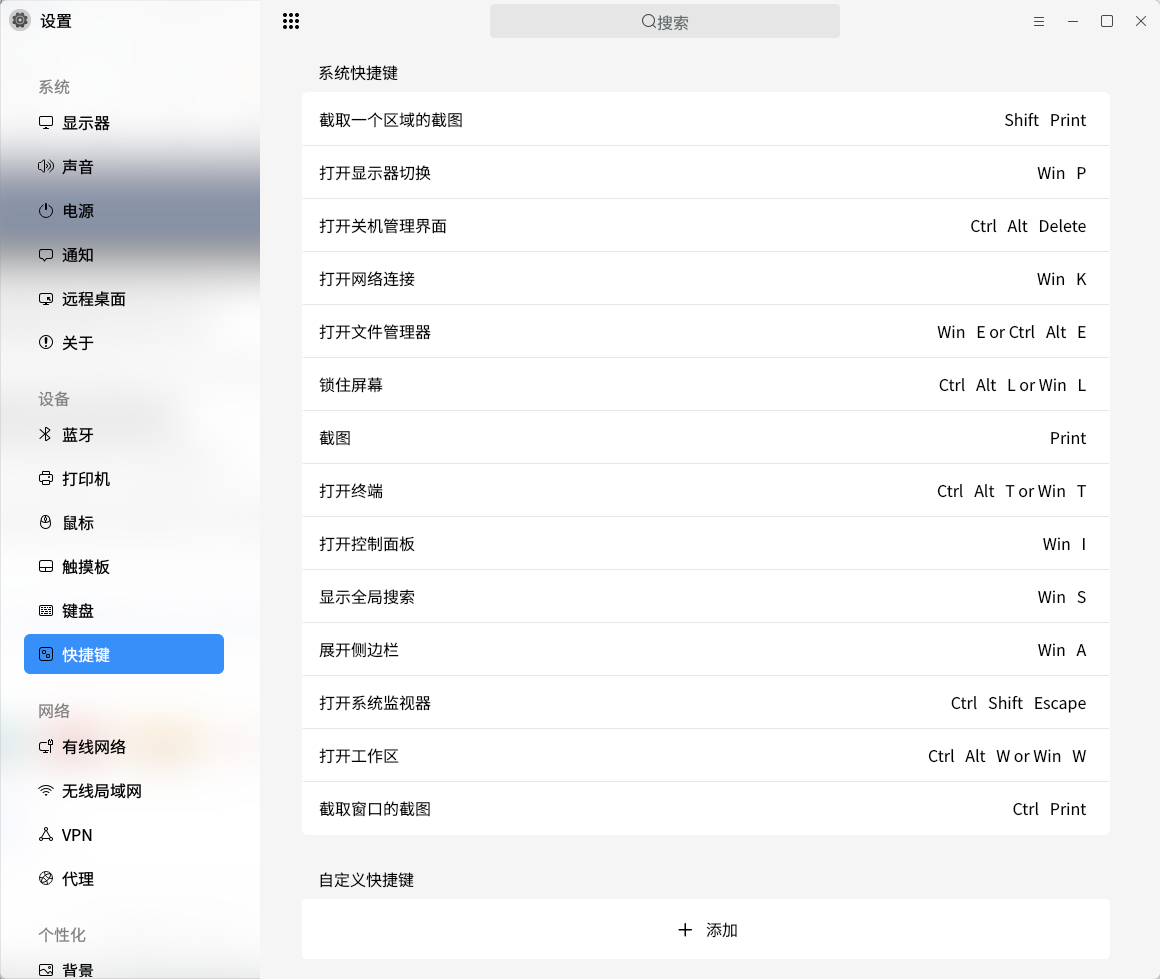 设置
搜索
系统
显示器
声音
电源
通知
远程桌面
关于
设备
蓝牙
打印机
鼠标
触摸板
键盘
快捷键
网络
有线网络
无线局域网
VPN
代理
个性化
背景
系统快捷键
截取一个区域的截图 Shift Print
打开显示器切换 Win P
打开关机管理界面 Ctrl Alt Delete
打开网络连接 Win K
打开文件管理器 Win E or Ctrl Alt E
锁住屏幕 Ctrl Alt L or Win L
截图 Print
打开终端 Ctrl Alt T or Win T
打开控制面板 Win I
显示全局搜索 Win S
展开侧边栏 Win A
打开系统监视器 Ctrl Shift Escape
打开工作区 Ctrl Alt W or Win W
截取窗口的截图 Ctrl Print
自定义快捷键
添加